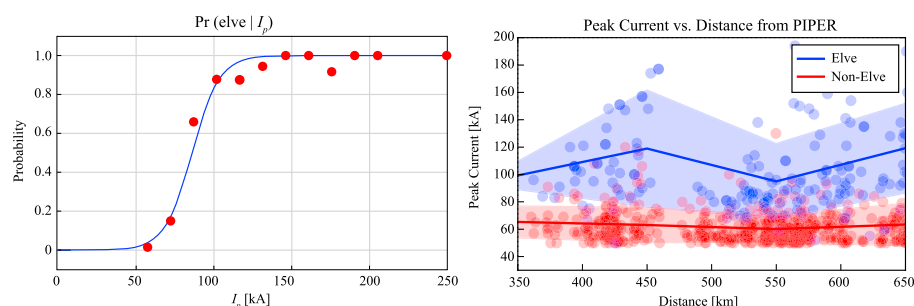 Pr (elve | I_p)
Probability
1.0
0.8
0.6
0.4
0.2
0
0 50 100 150 200 250
I_p [kA]
Peak Current vs. Distance from PIPER
Peak Current [kA]
200
180
160
140
120
100
80
60
40
Elve
Non-Elve
350 400 450 500 550 600 650
Distance [km]